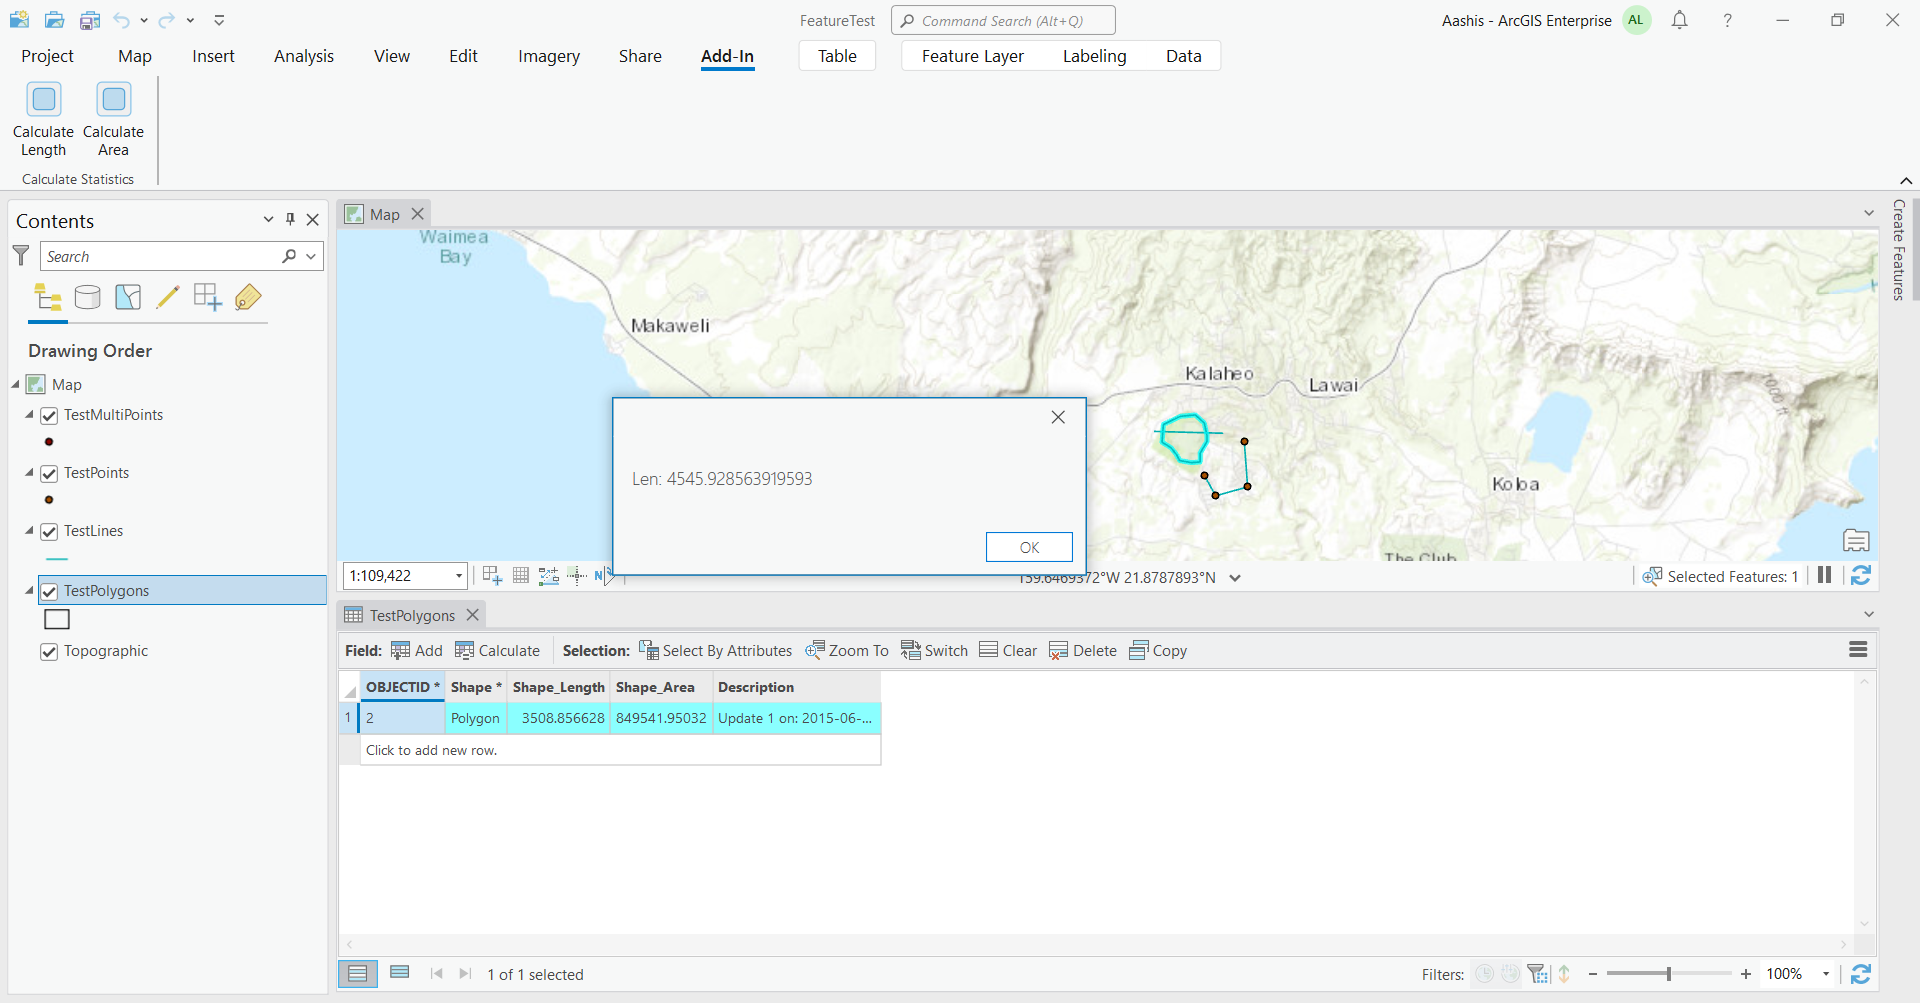 FeatureTest
Command Search (Alt+Q)
Aashis - ArcGIS Enterprise
AL
?
Project
Map
Insert
Analysis
View
Edit
Imagery
Share
Add-In
Table
Feature Layer
Labeling
Data
Calculate
Length
Calculate
Area
Calculate Statistics
Contents
Search
Drawing Order
Map
TestMultiPoints
TestPoints
TestLines
TestPolygons
Topographic
Map
Create Features
Waimea
Bay
Makaweli
Kalaheo
Lawai
1000 ft
Koloa
The Club
Len: 4545.928563919593
OK
1:109,422
N
159.6469372°W 21.8787893°N
Selected Features: 1
TestPolygons
Field: Add Calculate Selection: Select By Attributes Zoom To Switch Clear Delete Copy
OBJECTID * Shape * Shape_Length Shape_Area Description
1 2 Polygon 3508.856628 849541.95032 Update 1 on: 2015-06-...
Click to add new row.
1 of 1 selected
Filters:
100%